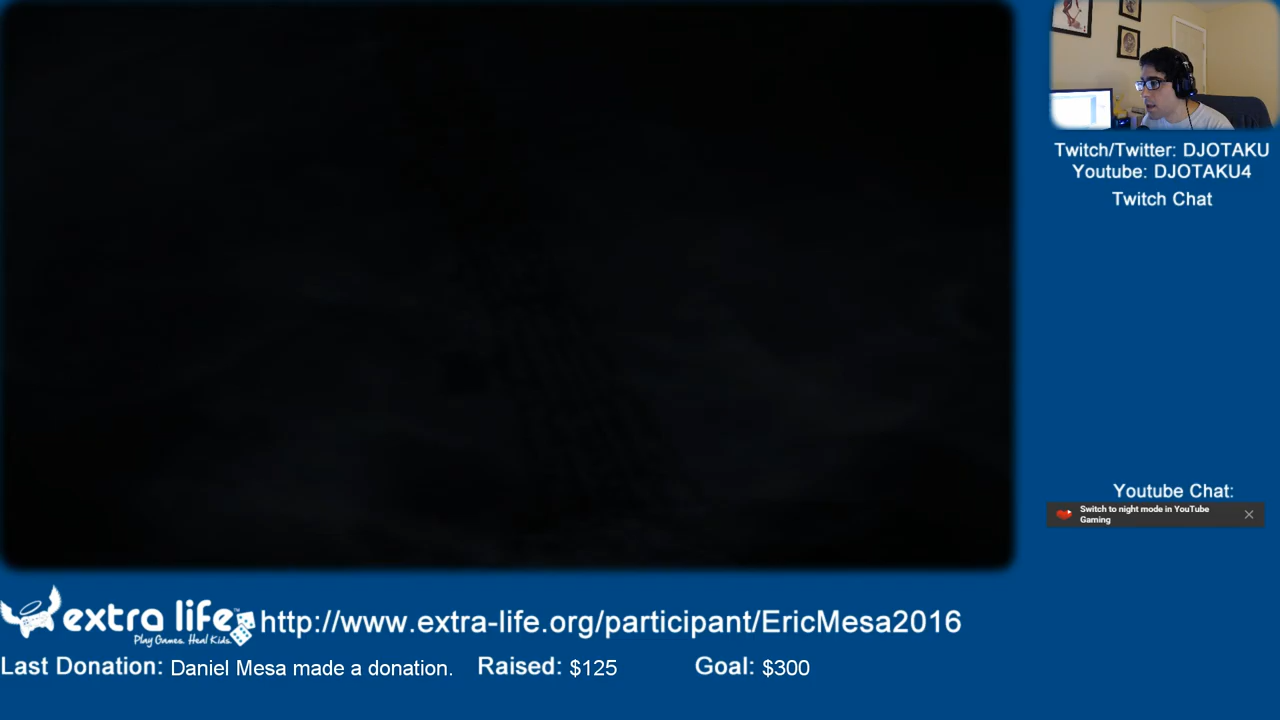 Twitch/Twitter: DJOTAKU
Youtube: DJOTAKU4
Twitch Chat
Youtube Chat:
Switch to night mode in YouTube
Gaming
extra life
Play Games. Heal Kids.
http://www.extra-life.org/participant/EricMesa2016
Last Donation: Daniel Mesa made a donation. Raised: $125 Goal: $300